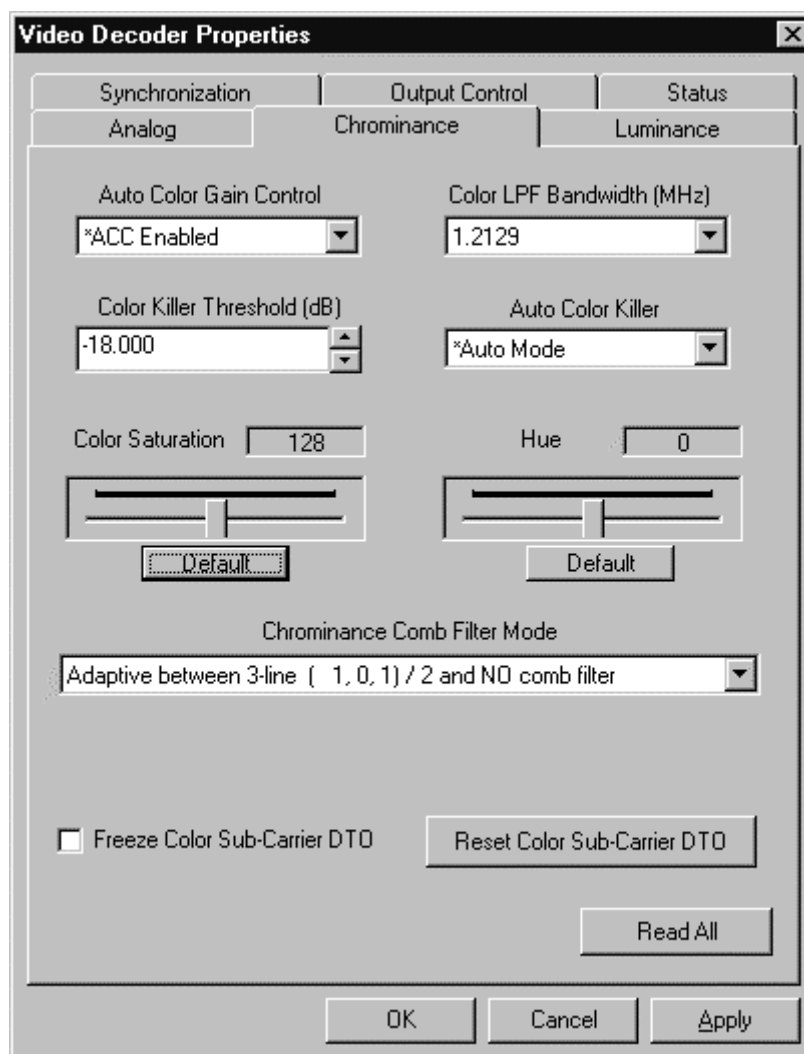 Video Decoder Properties
Synchronization
Output Control
Status
Analog
Chrominance
Luminance
Auto Color Gain Control
Color LPF Bandwidth (MHz)
*ACC Enabled
1.2129
Color Killer Threshold (dB)
Auto Color Killer
-18.000
*Auto Mode
Color Saturation
128
Hue
0
Default
Default
Chrominance Comb Filter Mode
Adaptive between 3-line ( 1, 0, 1) / 2 and NO comb filter
Freeze Color Sub-Carrier DTO
Reset Color Sub-Carrier DTO
Read All
OK
Cancel
Apply